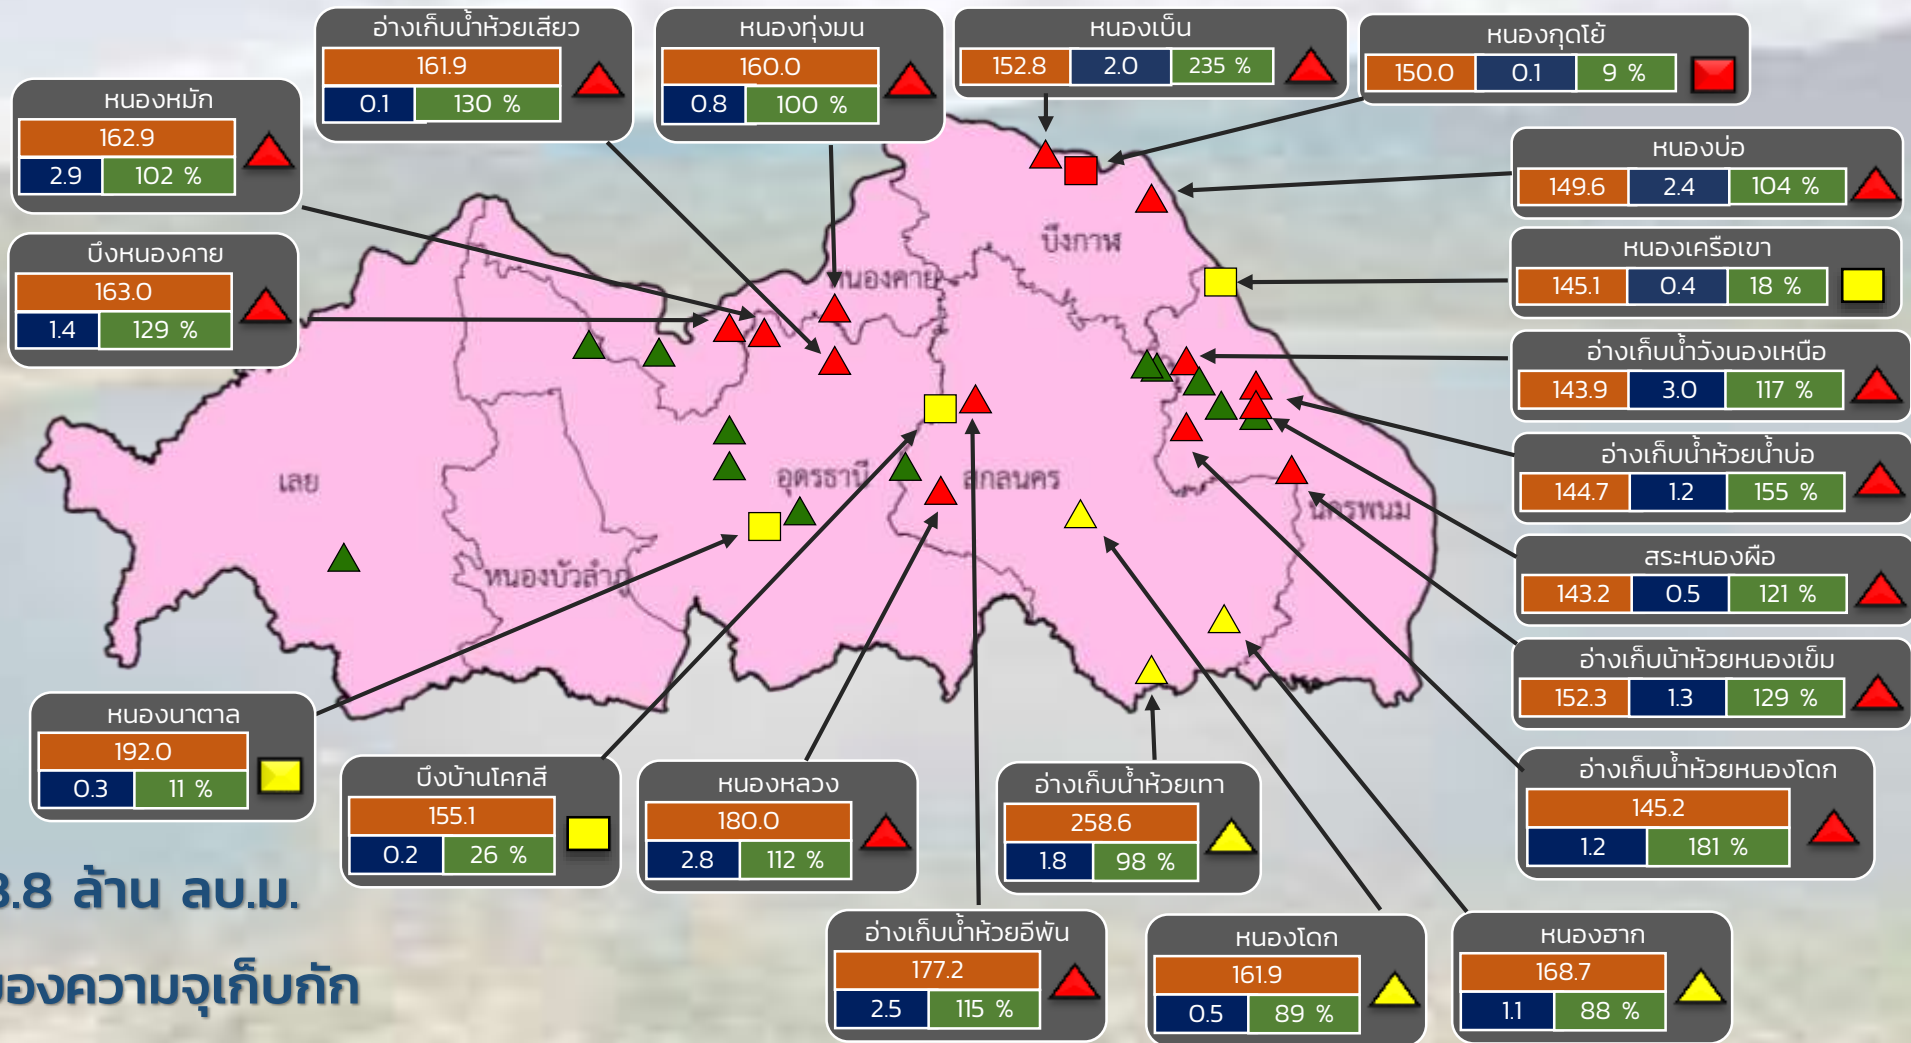 อ่างเก็บน้ำห้วยเสียว
161.9
0.1 130 %
หนองทุ่งมน
160.0
0.8 100 %
หนองเบ็น
152.8 2.0 235 %
หนองกุดโย้
150.0 0.1 9 %
หนองหมัก
162.9
2.9 102 %
หนองบ่อ
149.6 2.4 104 %
บึงหนองคาย
163.0
1.4 129 %
หนองเครือเขา
145.1 0.4 18 %
อ่างเก็บน้ำวังนองเหนือ
143.9 3.0 117 %
อ่างเก็บน้ำห้วยน้ำบ่อ
144.7 1.2 155 %
สระหนองผือ
143.2 0.5 121 %
อ่างเก็บน้าห้วยหนองเข็ม
152.3 1.3 129 %
อ่างเก็บน้ำห้วยหนองโดก
145.2
1.2 181 %
บึงกาฬ
หนองคาย
เลย
อุดรธานี
สกลนคร
นครพนม
หนองบัวลำภู
หนองนาตาล
192.0
0.3 11 %
บึงบ้านโคกสี
155.1
0.2 26 %
หนองหลวง
180.0
2.8 112 %
อ่างเก็บน้ำห้วยเทา
258.6
1.8 98 %
อ่างเก็บน้ำห้วยอีพัน
177.2
2.5 115 %
หนองโดก
161.9
0.5 89 %
หนองฮาก
168.7
1.1 88 %
3.8 ล้าน ลบ.ม.
ของความจุเก็บกัก